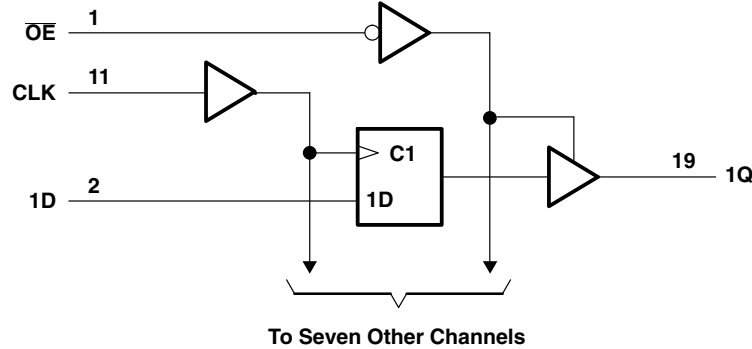 OE
1
CLK
11
C1
19
1Q
1D
2
1D
To Seven Other Channels